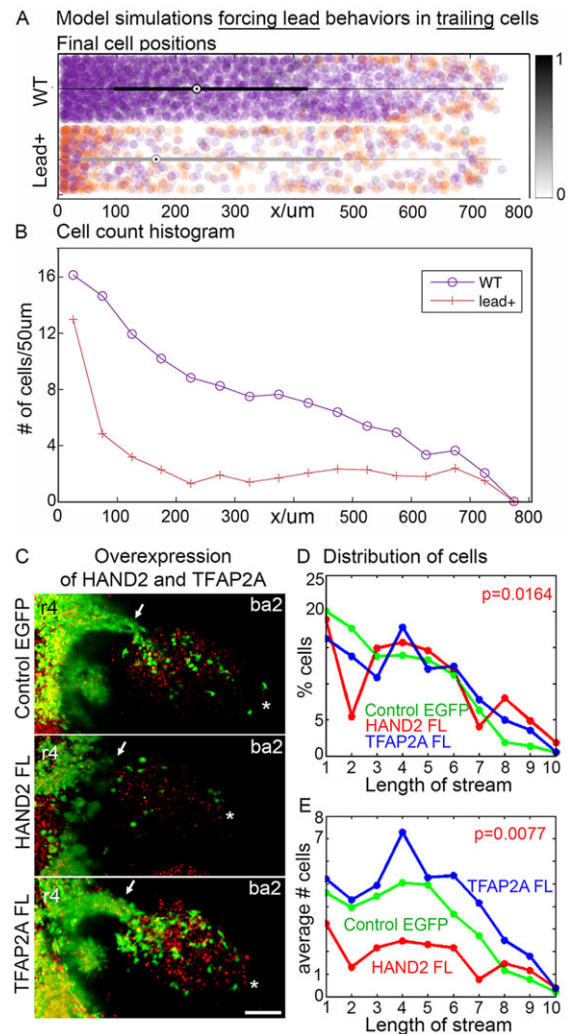 A Model simulations forcing lead behaviors in trailing cells
Final cell positions
WT
Lead+
1
0
0 100 200 300 400 500 600 700 800
x/um
B Cell count histogram
# of cells/50um
16
12
8
4
0
WT
lead+
0 100 200 300 400 500 600 700 800
x/um
C Overexpression
of HAND2 and TFAP2A
Control EGFP
r4
ba2
*
HAND2 FL
r4
ba2
*
TFAP2A FL
r4
ba2
*
D Distribution of cells
p=0.0164
% cells
25
20
15
5
0
Control EGFP
HAND2 FL
TFAP2A FL
1 2 3 4 5 6 7 8 9 10
Length of stream
E
p=0.0077
average # cells
8
7
5
3
1
0
TFAP2A FL
Control EGFP
HAND2 FL
1 2 3 4 5 6 7 8 9 10
Length of stream